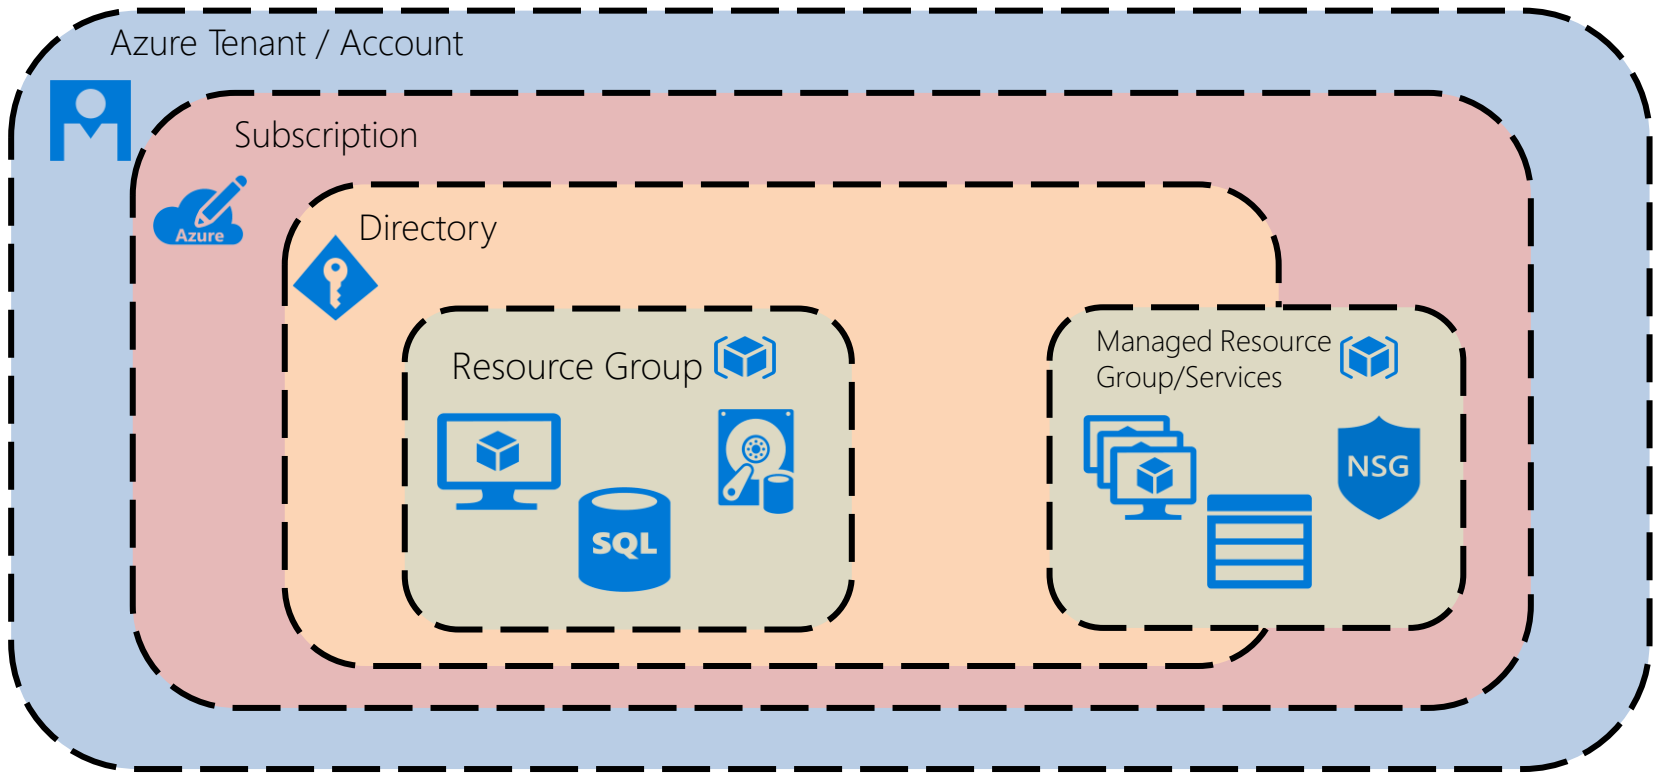 Azure Tenant / Account
Subscription
Azure
Directory
Resource Group
SQL
Managed Resource
Group/Services
NSG